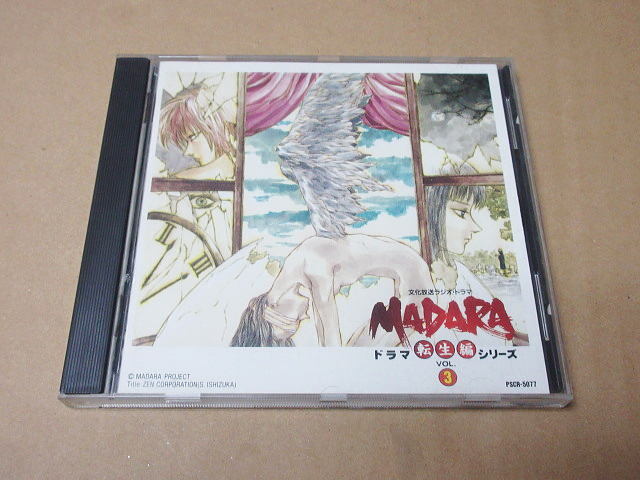 文化放送ラジオ・ドラマ
MADARA
ドラマ転生編シリーズ
VOL.
3
© MADARA PROJECT
Title: ZEN CORPORATION(S. ISHIZUKA)
PSCR-5077